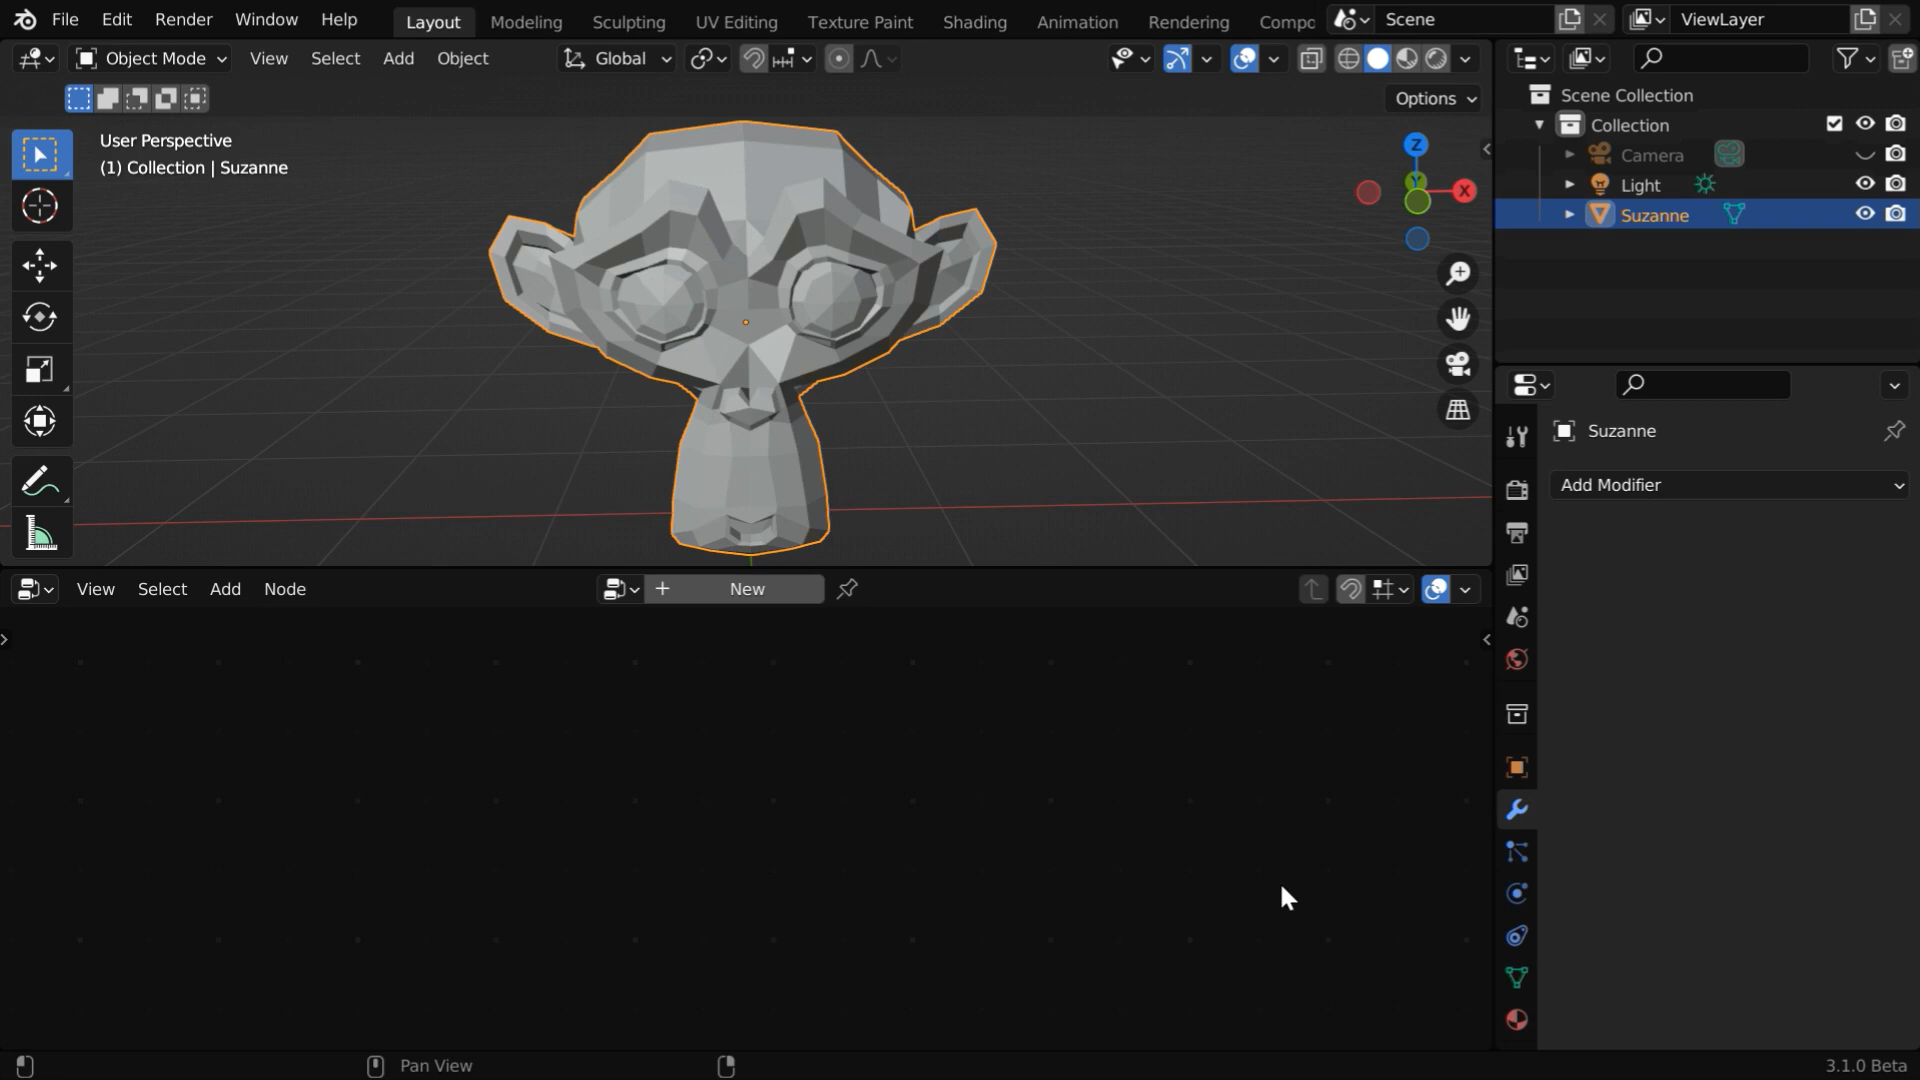 File Edit Render Window Help Layout Modeling Sculpting UV Editing Texture Paint Shading Animation Rendering Compo Scene ViewLayer
Object Mode View Select Add Object Global
Options
User Perspective
(1) Collection | Suzanne
Z
Y
X
Scene Collection
Collection
Camera
Light
Suzanne
Suzanne
Add Modifier
View Select Add Node + New
Pan View 3.1.0 Beta